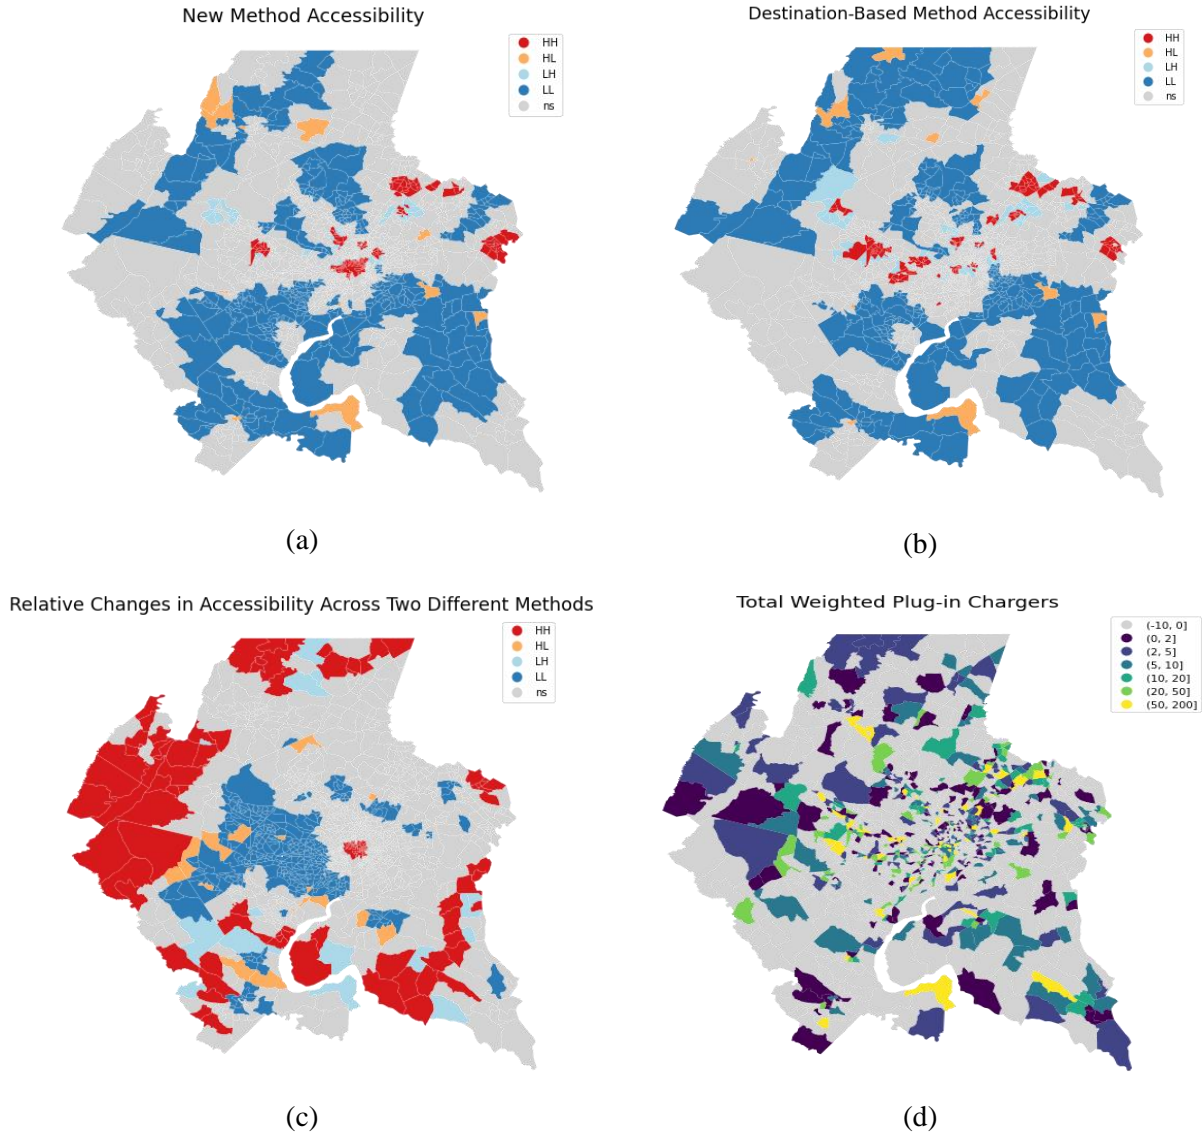 New Method Accessibility
HH
HL
LH
LL
ns
(a)
Destination-Based Method Accessibility
HH
HL
LH
LL
ns
(b)
Relative Changes in Accessibility Across Two Different Methods
HH
HL
LH
LL
ns
(c)
Total Weighted Plug-in Chargers
(-10, 0]
(0, 2]
(2, 5]
(5, 10]
(10, 20]
(20, 50]
(50, 200]
(d)